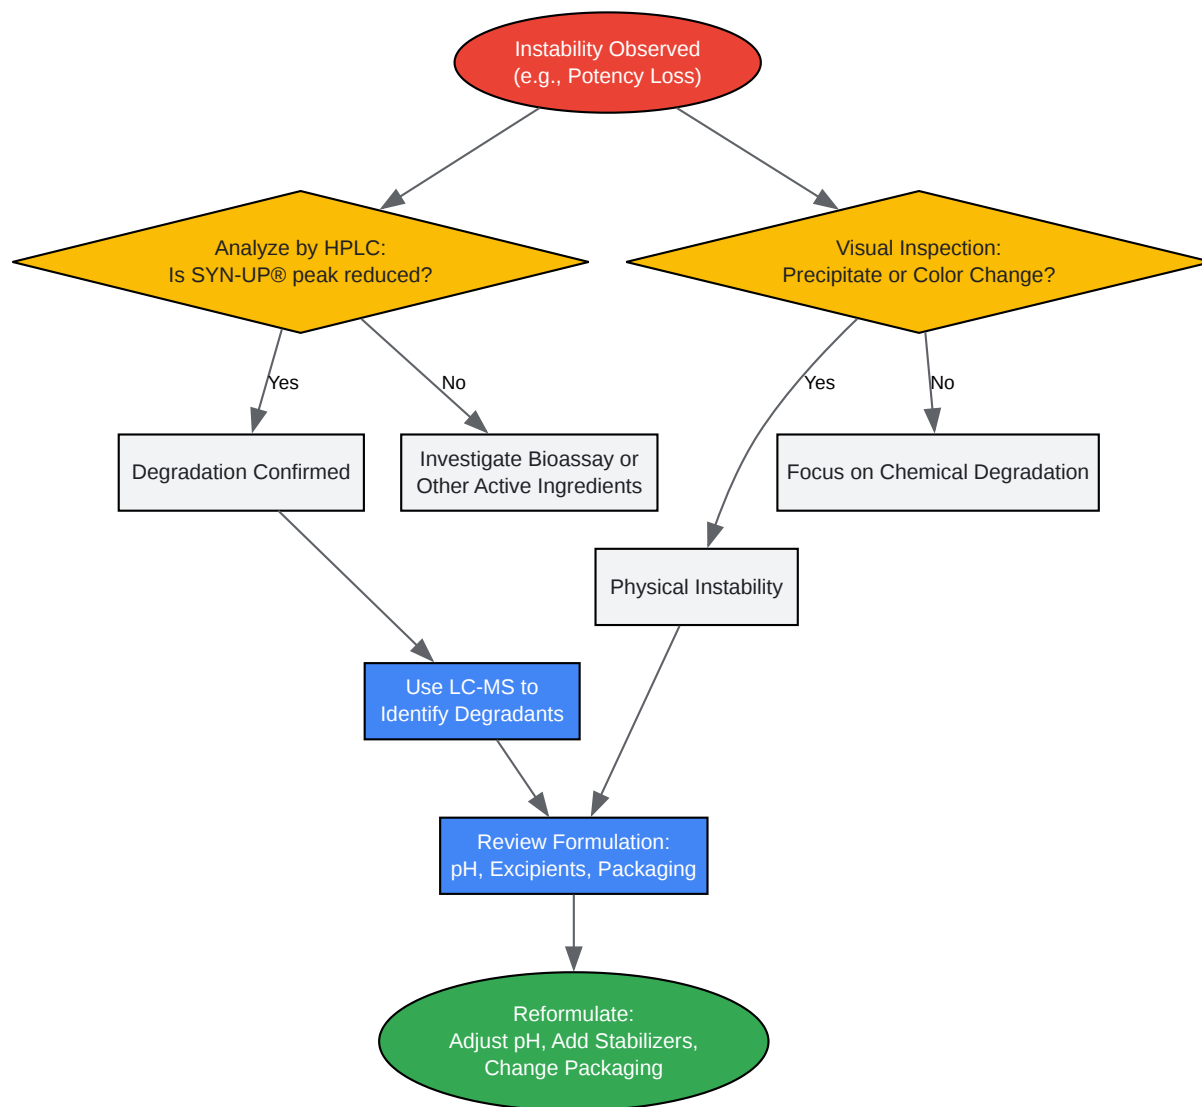 Instability Observed
(e.g., Potency Loss)
Analyze by HPLC:
Is SYN-UP® peak reduced?
Visual Inspection:
Precipitate or Color Change?
Yes
No
Yes
No
Degradation Confirmed
Investigate Bioassay or
Other Active Ingredients
Focus on Chemical Degradation
Physical Instability
Use LC-MS to
Identify Degradants
Review Formulation:
pH, Excipients, Packaging
Reformulate:
Adjust pH, Add Stabilizers,
Change Packaging